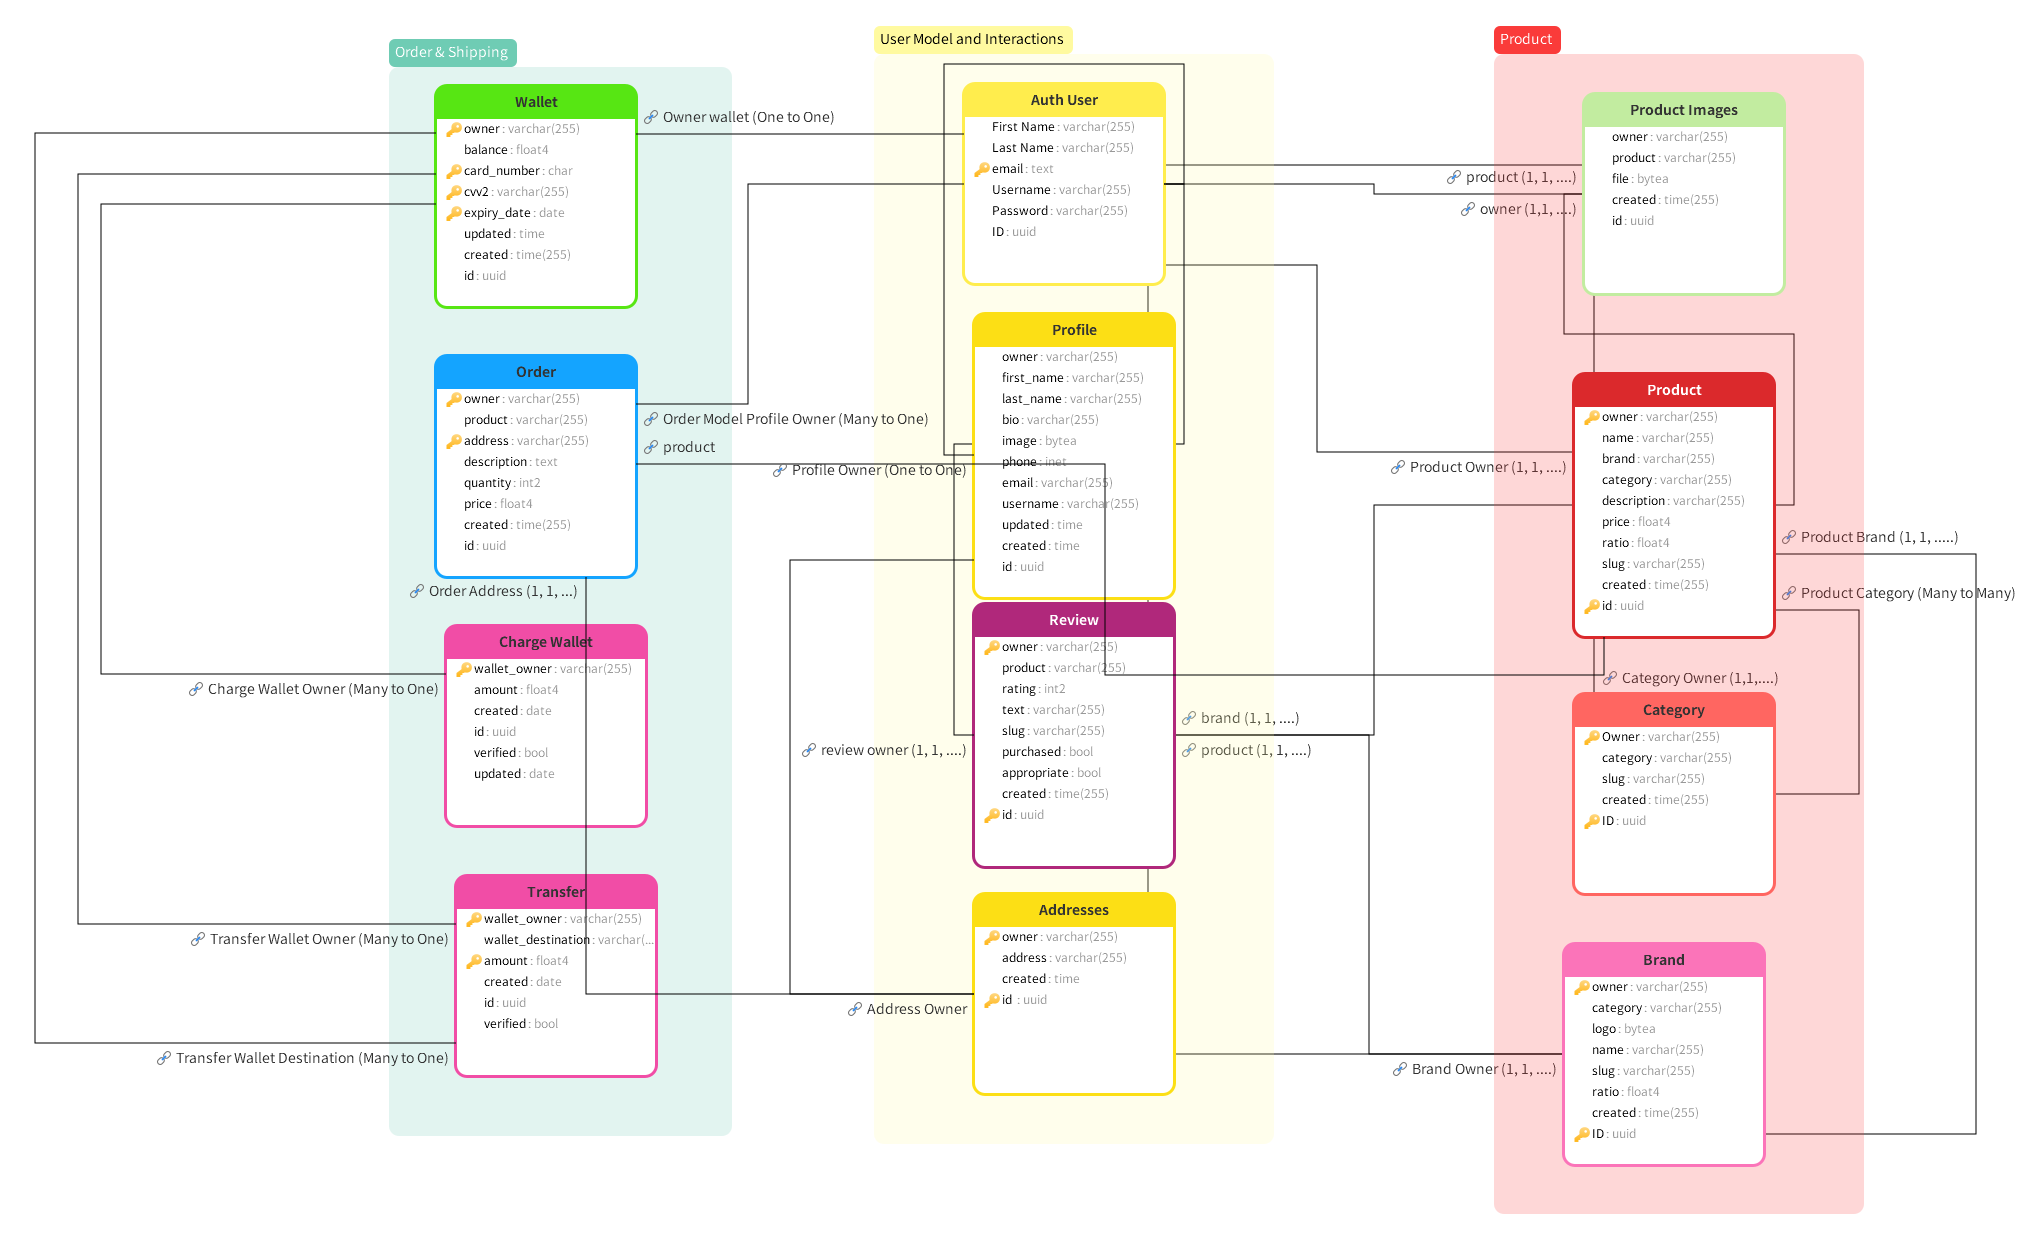 Order & Shipping
Wallet
owner : varchar(255)
balance : float4
card_number : char
cvv2 : varchar(255)
expiry_date : date
updated : time
created : time(255)
id : uuid
Owner wallet (One to One)
Order
owner : varchar(255)
product : varchar(255)
address : varchar(255)
description : text
quantity : int2
price : float4
created : time(255)
id : uuid
Order Model Profile Owner (Many to One)
product
Order Address (1, 1, ...)
Charge Wallet
wallet_owner : varchar(255)
amount : float4
created : date
id : uuid
verified : bool
updated : date
Charge Wallet Owner (Many to One)
Transfer
wallet_owner : varchar(255)
wallet_destination : varchar(...
amount : float4
created : date
id : uuid
verified : bool
Transfer Wallet Owner (Many to One)
Transfer Wallet Destination (Many to One)
User Model and Interactions
Auth User
First Name : varchar(255)
Last Name : varchar(255)
email : text
Username : varchar(255)
Password : varchar(255)
ID : uuid
Profile
owner : varchar(255)
first_name : varchar(255)
last_name : varchar(255)
bio : varchar(255)
image : bytea
phone : inet
email : varchar(255)
username : varchar(255)
updated : time
created : time
id : uuid
Profile Owner (One to One)
Review
owner : varchar(255)
product : varchar(255)
rating : int2
text : varchar(255)
slug : varchar(255)
purchased : bool
appropriate : bool
created : time(255)
id : uuid
review owner (1, 1, ....)
brand (1, 1, ....)
product (1, 1, ....)
Addresses
owner : varchar(255)
address : varchar(255)
created : time
id : uuid
Address Owner
Product
Product Images
owner : varchar(255)
product : varchar(255)
file : bytea
created : time(255)
id : uuid
product (1, 1, ....)
owner (1,1, ....)
Product
owner : varchar(255)
name : varchar(255)
brand : varchar(255)
category : varchar(255)
description : varchar(255)
price : float4
ratio : float4
slug : varchar(255)
created : time(255)
id : uuid
Product Owner (1, 1, ....)
Product Brand (1, 1, .....)
Product Category (Many to Many)
Category Owner (1,1,....)
Category
Owner : varchar(255)
category : varchar(255)
slug : varchar(255)
created : time(255)
ID : uuid
Brand
owner : varchar(255)
category : varchar(255)
logo : bytea
name : varchar(255)
slug : varchar(255)
ratio : float4
created : time(255)
ID : uuid
Brand Owner (1, 1, ....)